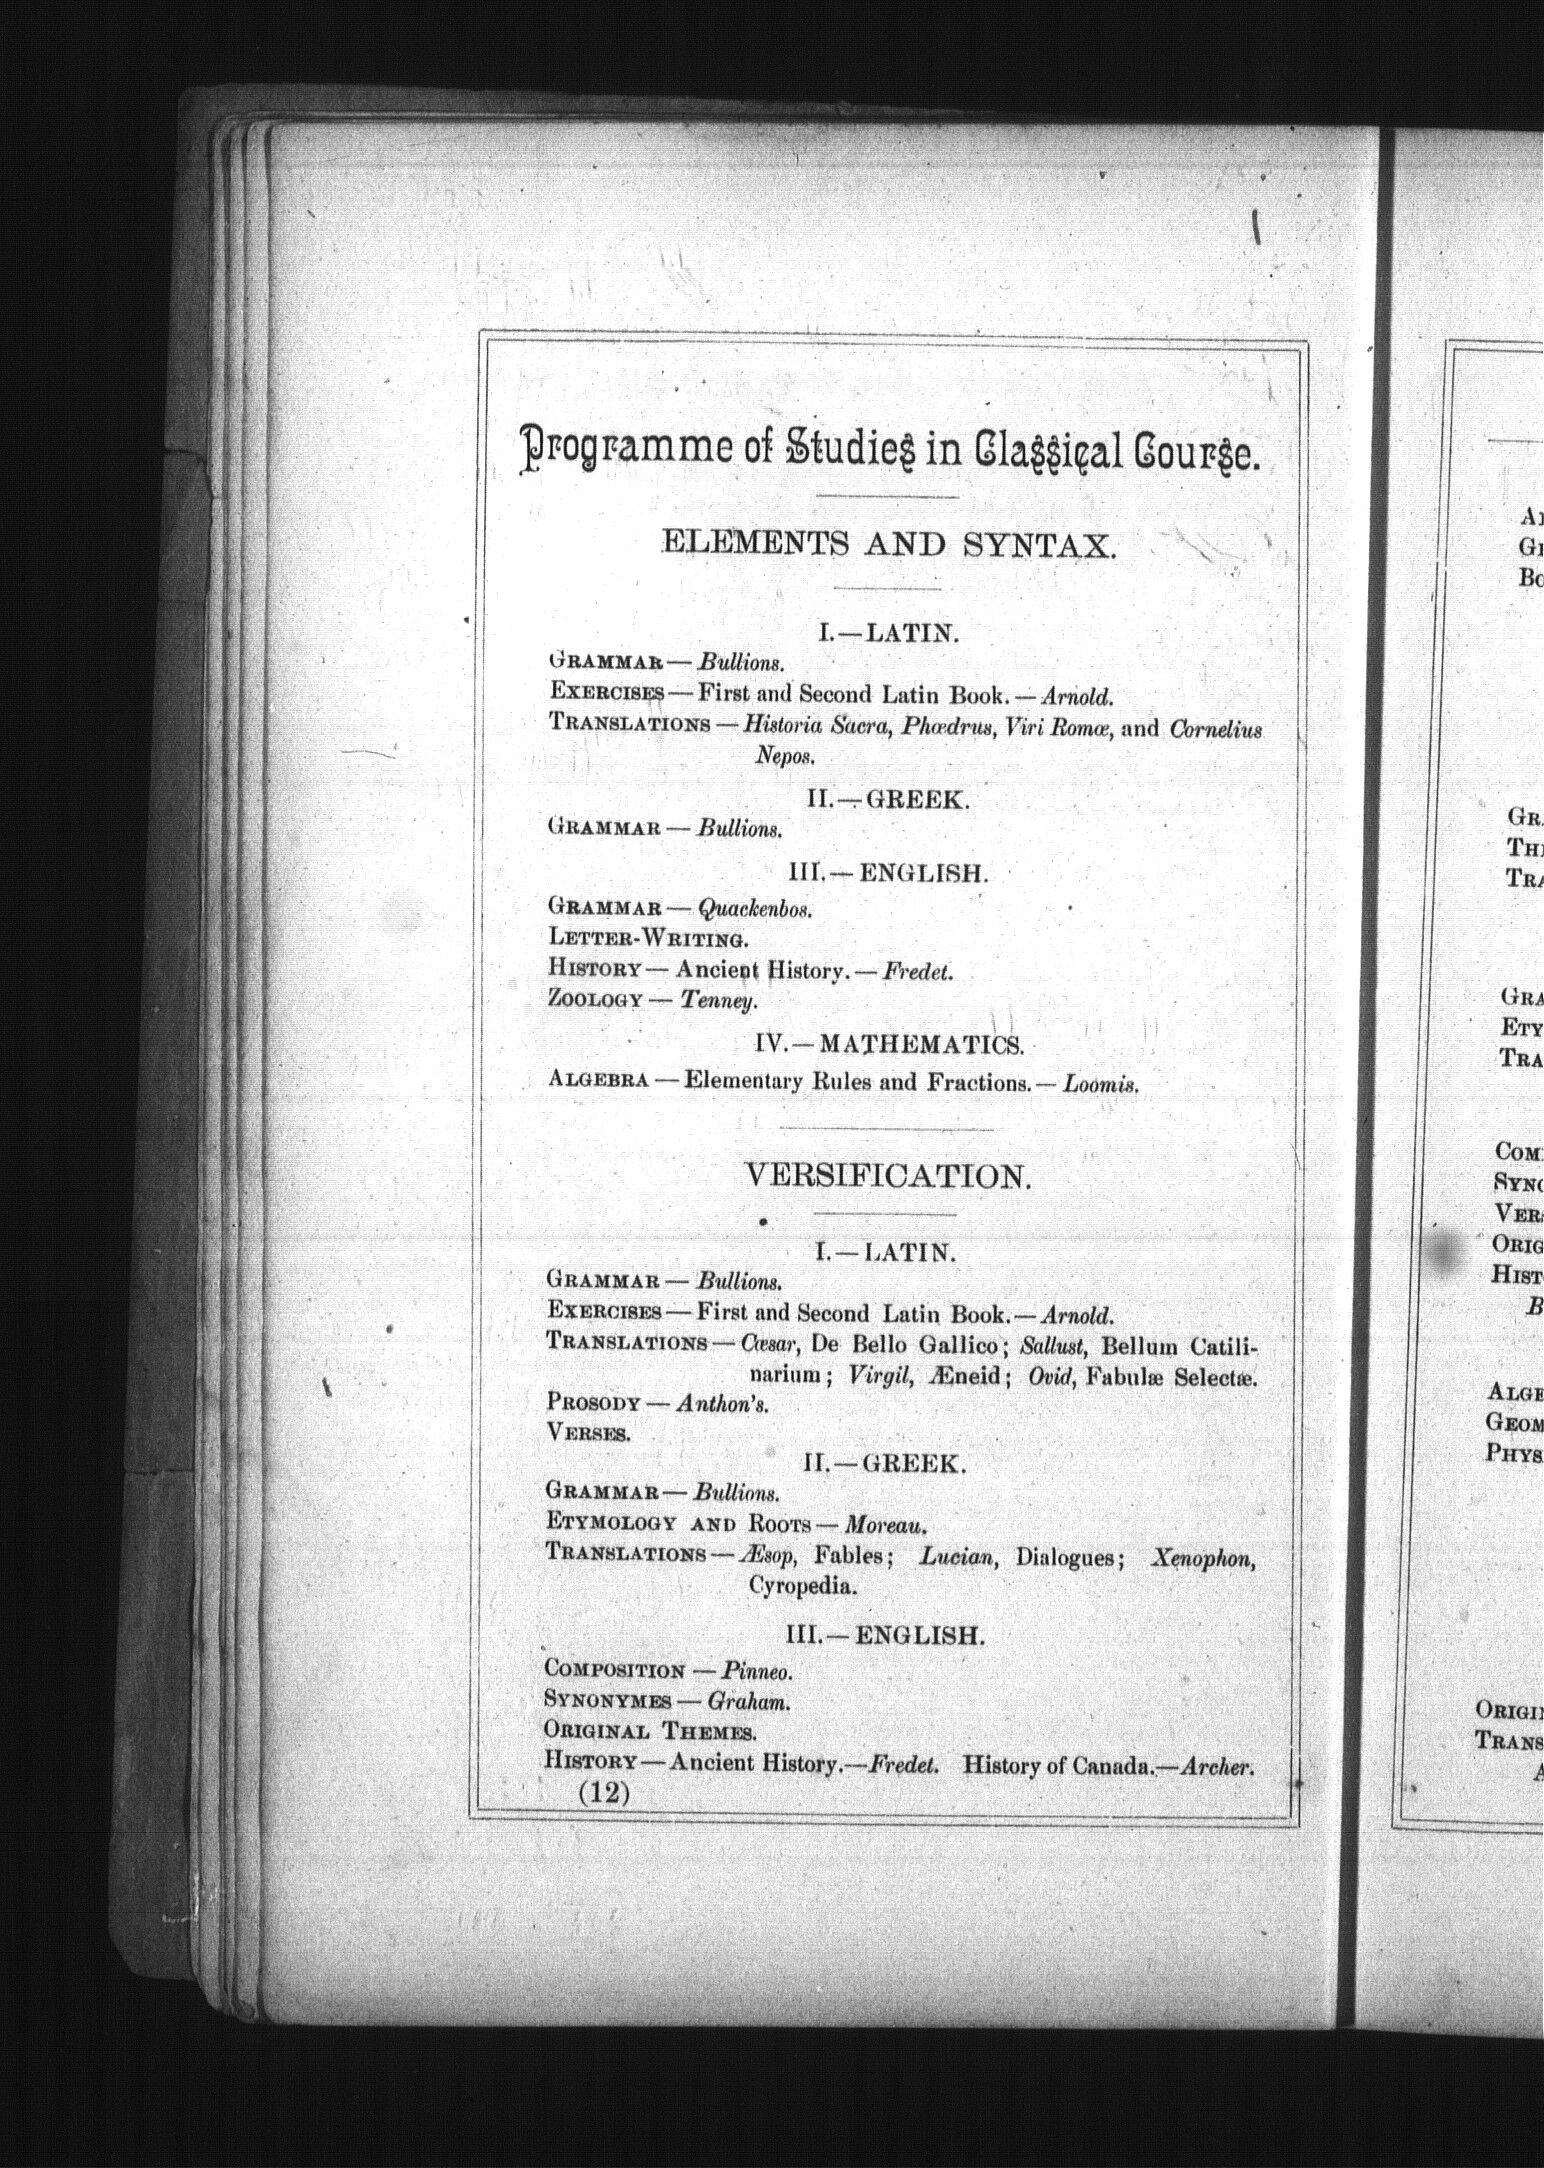 Programme of Studies in Classical Course.
ELEMENTS AND SYNTAX.
I.—LATIN.
GRAMMAR— Bullions.
EXERCISES— First and Second Latin Book.— Arnold.
TRANSLATIONS— Historia Sacra, Phœdrus, Viri Romœ, and Cornelius
Nepos.
II.—GREEK.
GRAMMAR— Bullions.
III.—ENGLISH.
GRAMMAR— Quackenbos.
LETTER-WRITING.
HISTORY— Ancient History.— Fredet.
ZOOLOGY— Tenney.
IV.—MATHEMATICS.
ALGEBRA— Elementary Rules and Fractions.— Loomis.
VERSIFICATION.
I.—LATIN.
GRAMMAR— Bullions.
EXERCISES— First and Second Latin Book.— Arnold.
TRANSLATIONS— Cœsar, De Bello Gallico; Sallust, Bellum Catili-
narium; Virgil, Æneid; Ovid, Fabulæ Selectæ.
PROSODY— Anthon's.
VERSES.
II.—GREEK.
GRAMMAR— Bullions.
ETYMOLOGY AND ROOTS— Moreau.
TRANSLATIONS— Æsop, Fables; Lucian, Dialogues; Xenophon,
Cyropedia.
III.—ENGLISH.
COMPOSITION— Pinneo.
SYNONYMES— Graham.
ORIGINAL THEMES.
HISTORY— Ancient History.—Fredet. History of Canada.—Archer.
(12)